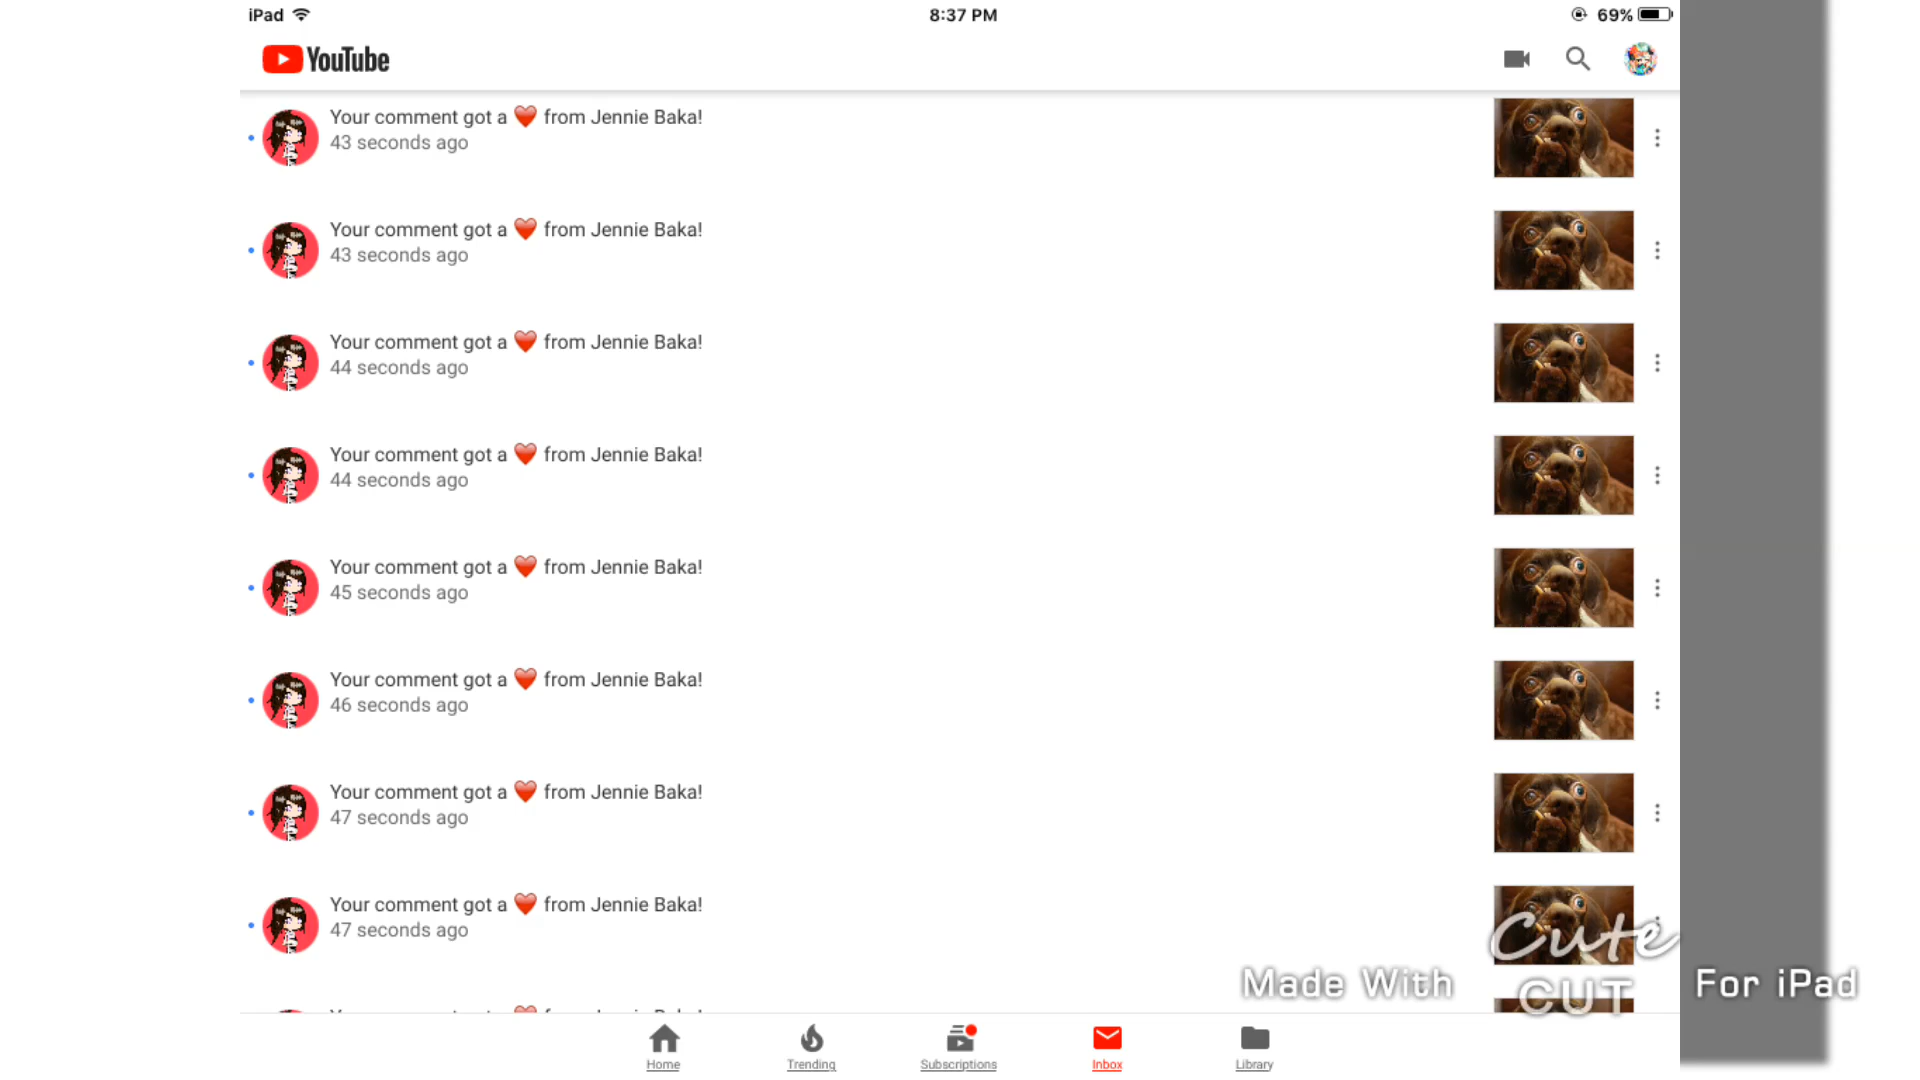 iPad 8:37 PM 69%
YouTube
Your comment got a ❤️ from Jennie Baka!
43 seconds ago
Your comment got a ❤️ from Jennie Baka!
43 seconds ago
Your comment got a ❤️ from Jennie Baka!
44 seconds ago
Your comment got a ❤️ from Jennie Baka!
44 seconds ago
Your comment got a ❤️ from Jennie Baka!
45 seconds ago
Your comment got a ❤️ from Jennie Baka!
46 seconds ago
Your comment got a ❤️ from Jennie Baka!
47 seconds ago
Your comment got a ❤️ from Jennie Baka!
47 seconds ago
Made With Cute CUT For iPad
Home Trending Subscriptions Inbox Library